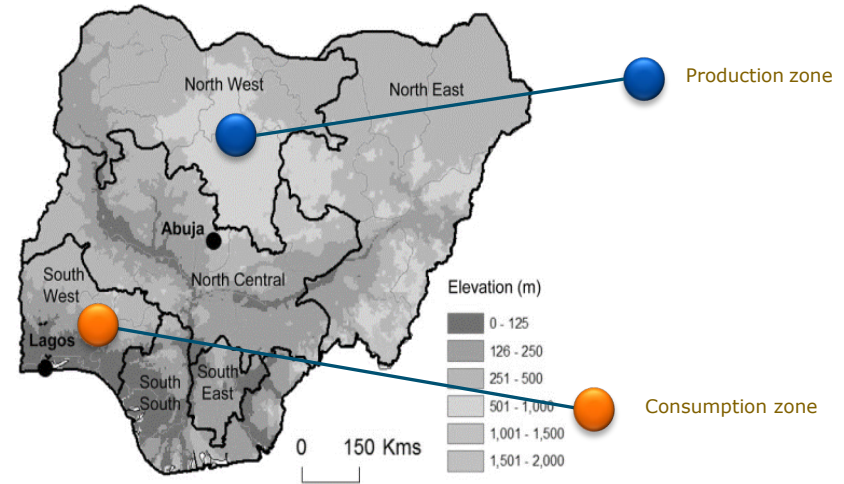 North West
North East
Production zone
Abuja
North Central
South
West
Lagos
South
South
South
East
Elevation (m)
0 - 125
126 - 250
251 - 500
501 - 1,000
1,001 - 1,500
1,501 - 2,000
Consumption zone
0 150 Kms